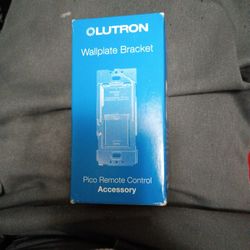 LUTRON
Wallplate Bracket
Pico Remote Control
Accessory